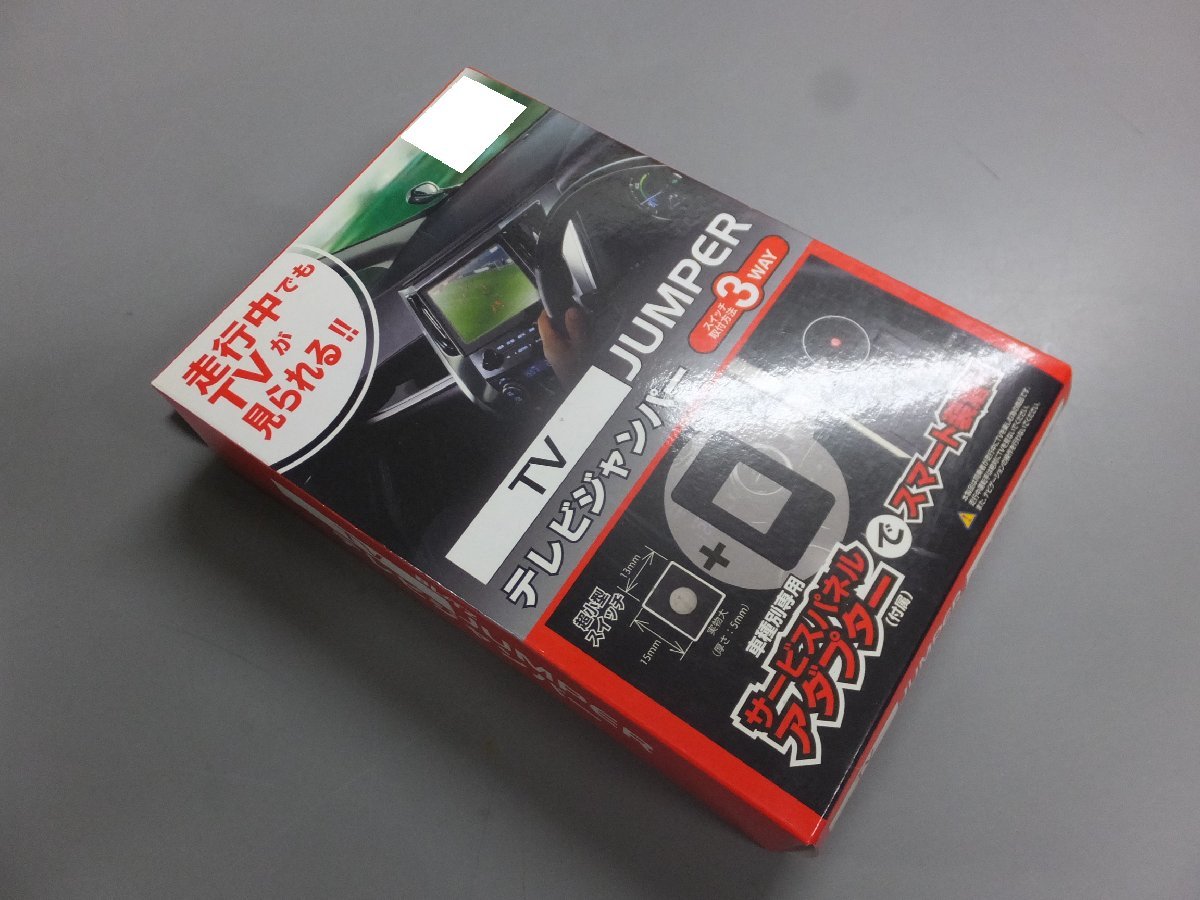 走行中でも
TVが
見られる!!
TV
JUMPER
テレビジャンパー
スイッチ
取付方法
3WAY
超小型
スイッチ
13mm
15mm
実物大
(厚さ:5mm)
車種別専用
サービスパネル
アダプター
(付属)
で
スマート
JUMPER